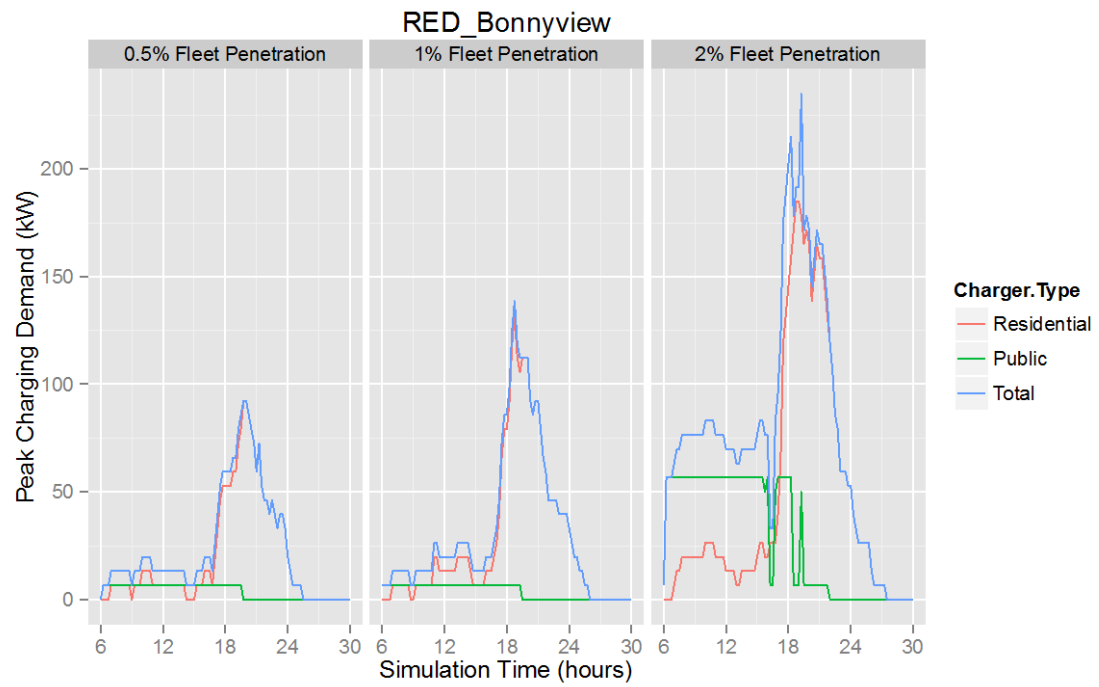 RED_Bonnyview
0.5% Fleet Penetration
1% Fleet Penetration
2% Fleet Penetration
Peak Charging Demand (kW)
200
150
100
50
0
6 12 18 24 30
6 12 18 24 30
6 12 18 24 30
Simulation Time (hours)
Charger.Type
Residential
Public
Total